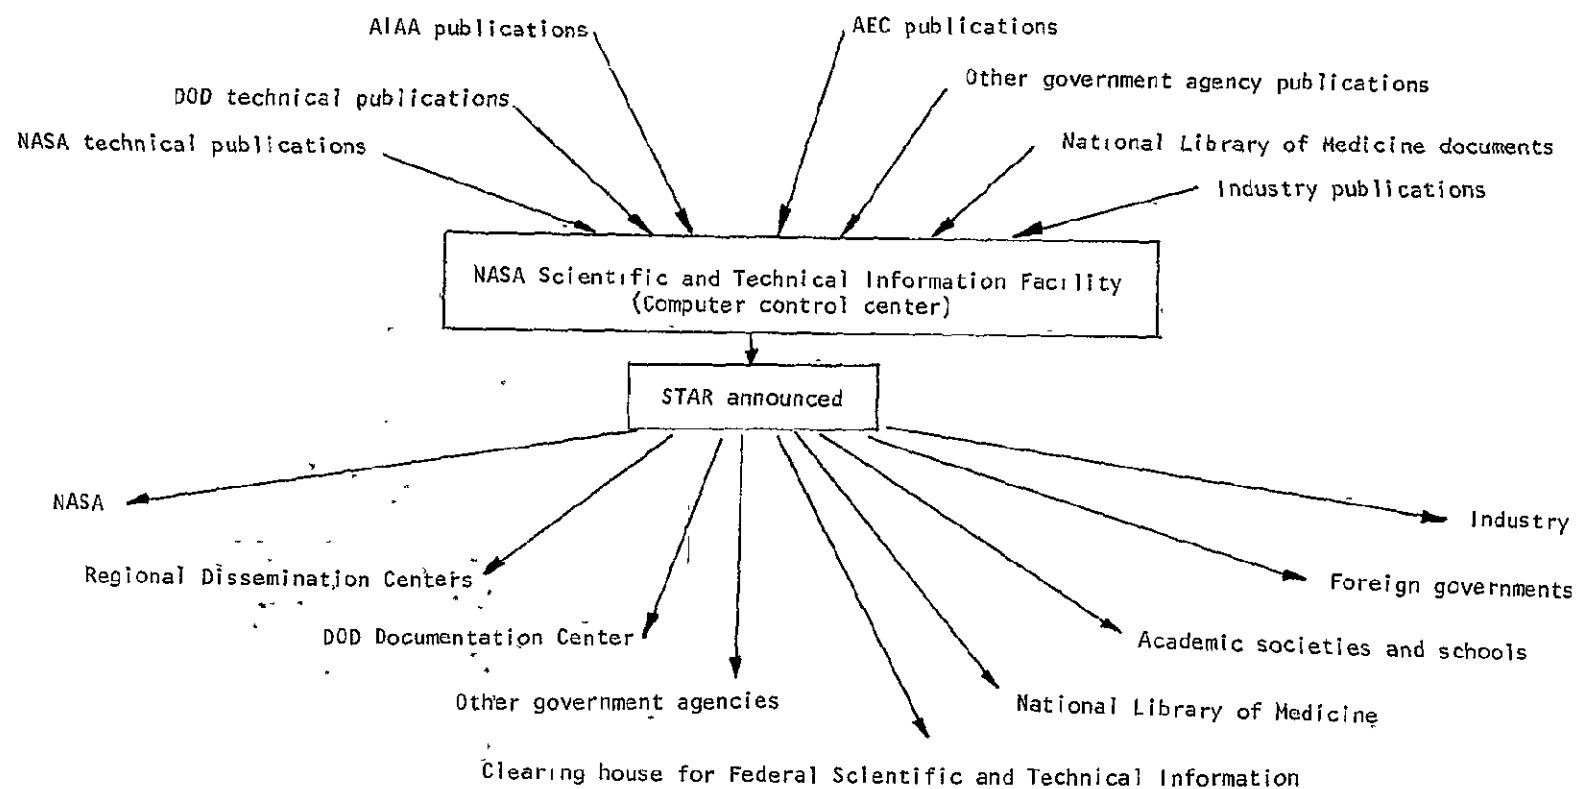 AIAA publications
AEC publications
DOD technical publications
Other government agency publications
NASA technical publications
National Library of Medicine documents
Industry publications
NASA Scientific and Technical Information Facility
(Computer control center)
STAR announced
NASA
Industry
Regional Dissemination Centers
Foreign governments
DOD Documentation Center
Academic societies and schools
Other government agencies
National Library of Medicine
Clearing house for Federal Scientific and Technical Information